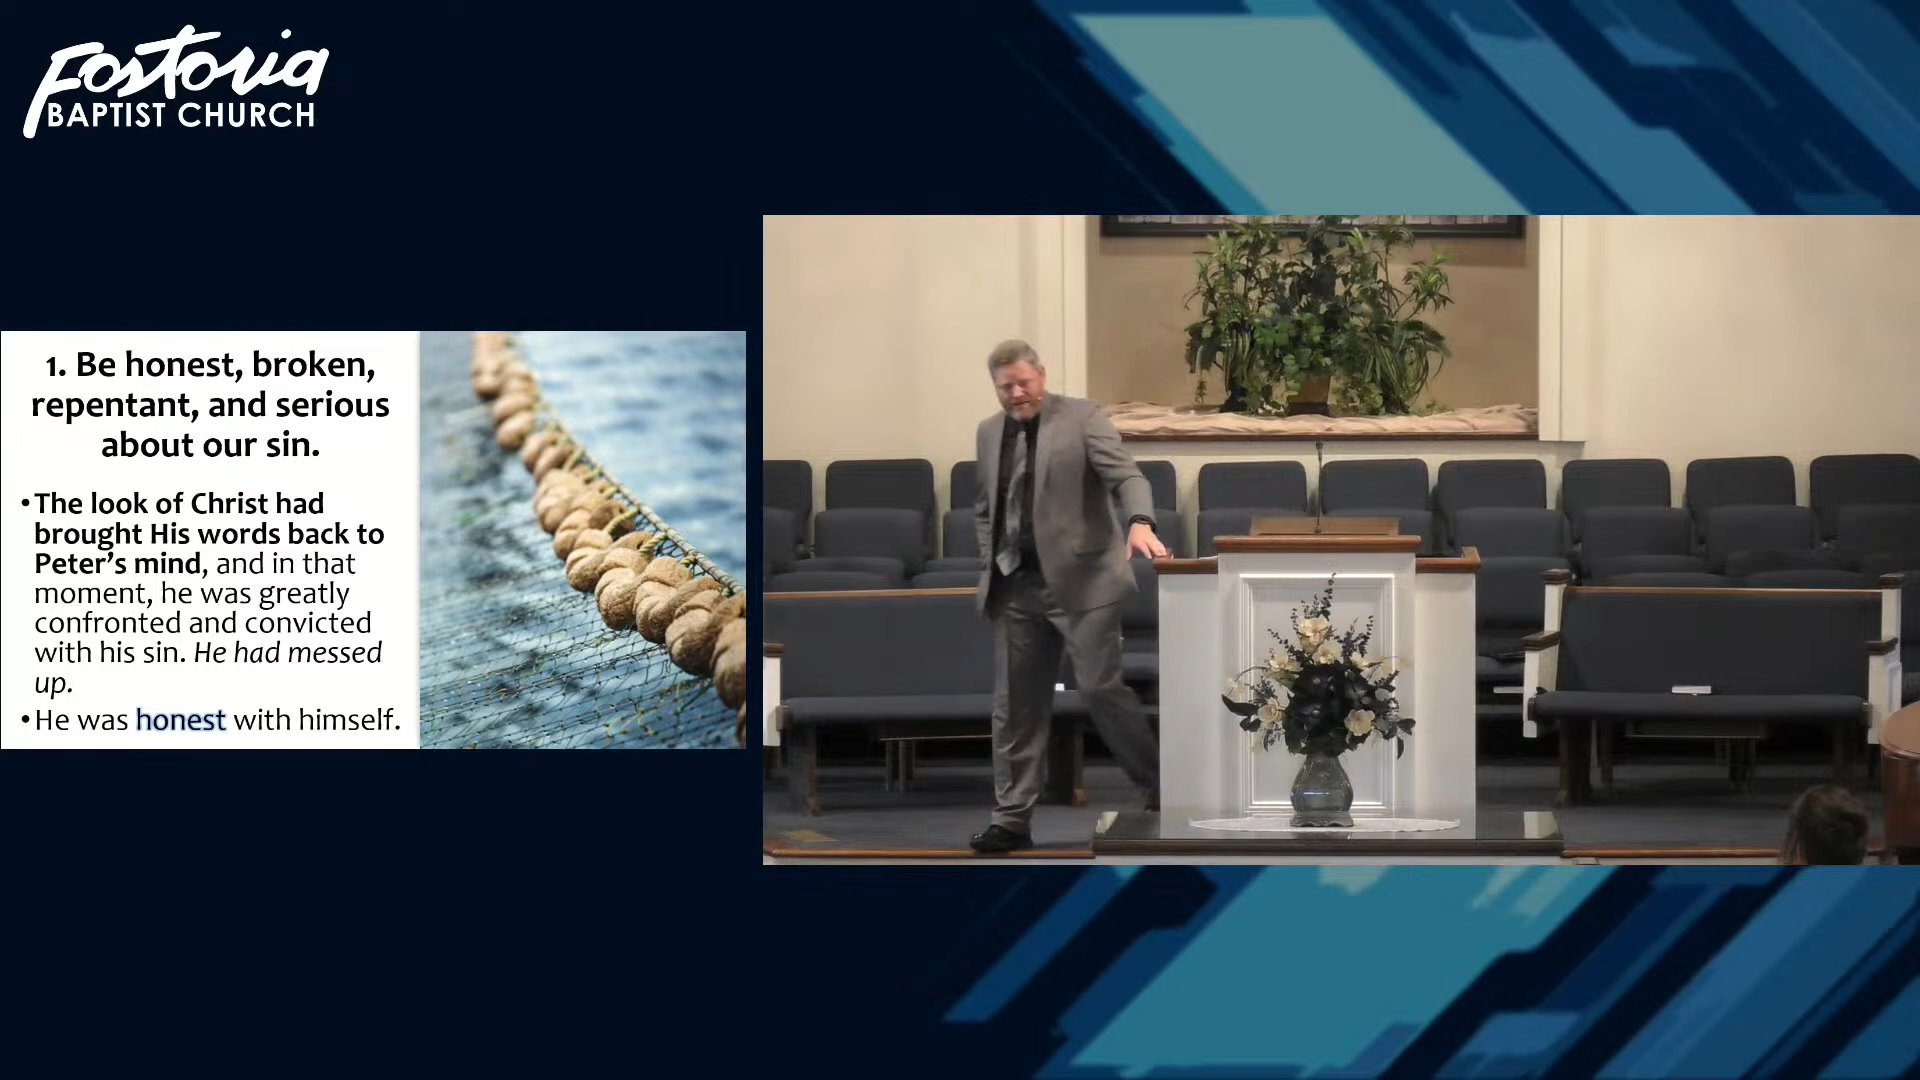 Fostoria
BAPTIST CHURCH
1. Be honest, broken,
repentant, and serious
about our sin.
•The look of Christ had
brought His words back to
Peter’s mind, and in that
moment, he was greatly
confronted and convicted
with his sin. He had messed
up.
•He was honest with himself.